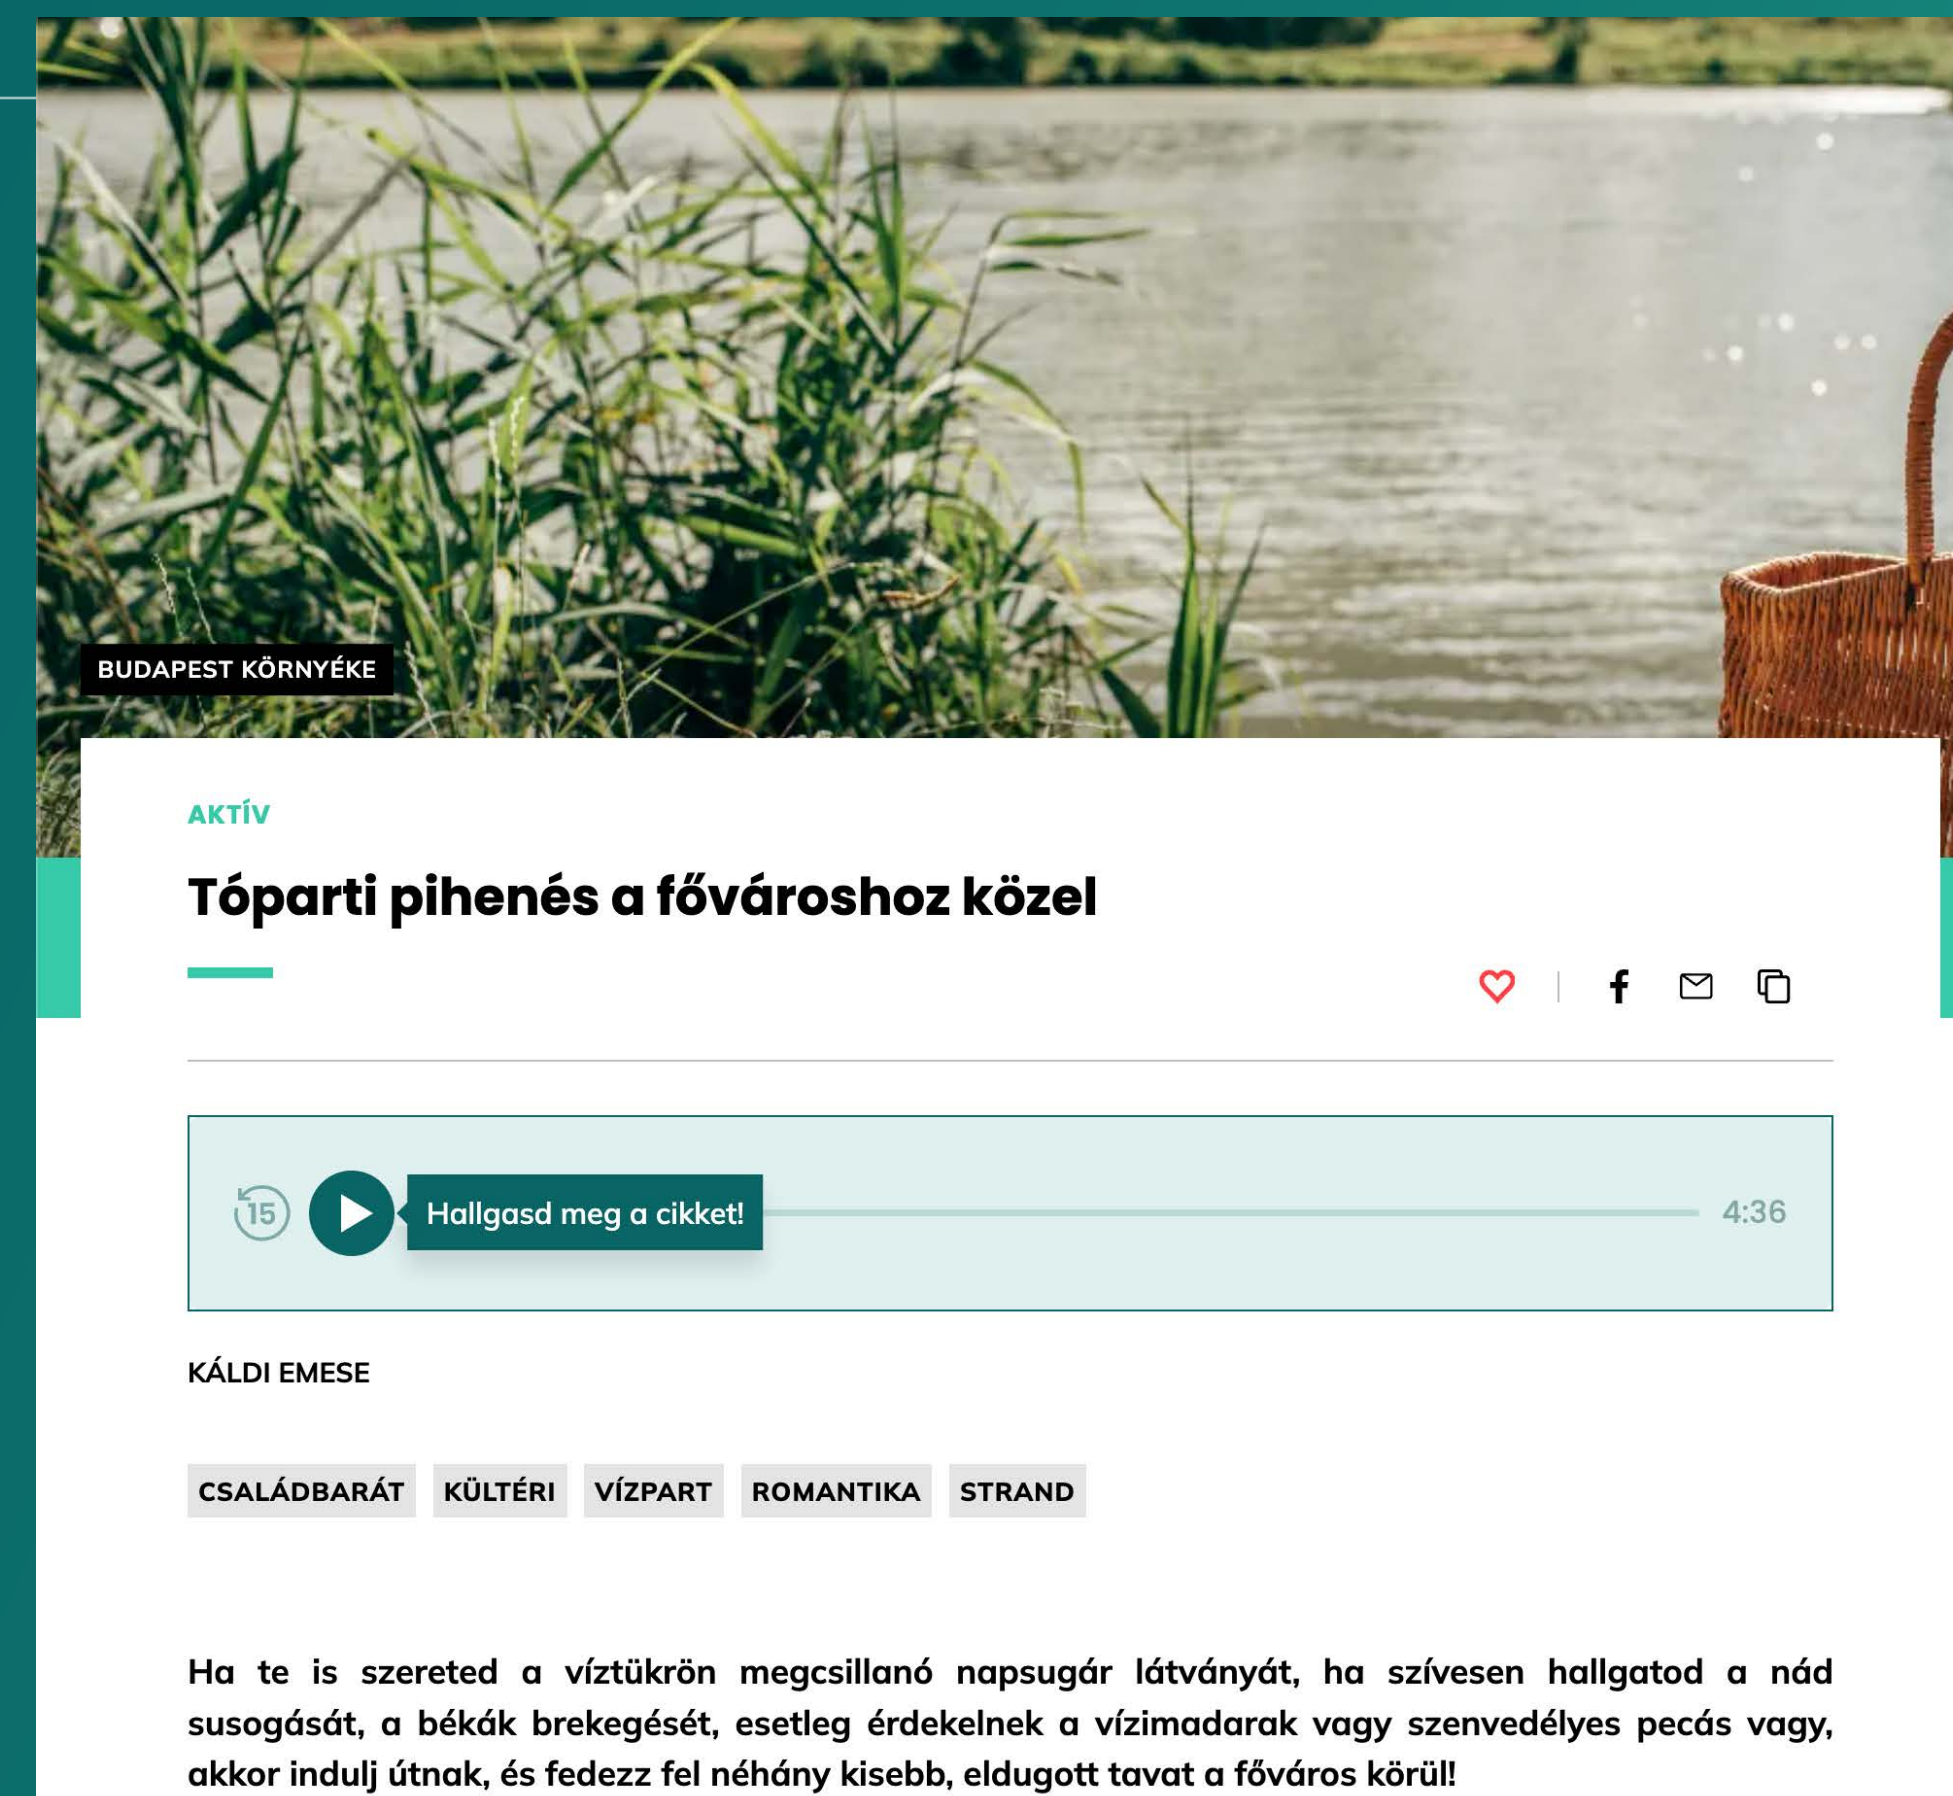 BUDAPEST KÖRNYÉKE
AKTÍV
Tóparti pihenés a fővároshoz közel
15
Hallgasd meg a cikket!
4:36
KÁLDI EMESE
CSALÁDBARÁT KÜLTÉRI VÍZPART ROMANTIKA STRAND
Ha te is szereted a víztükrön megcsillanó napsugár látványát, ha szívesen hallgatod a nád
susogását, a békák brekegését, esetleg érdekelnek a vízimadarak vagy szenvedélyes pecás vagy,
akkor indulj útnak, és fedezz fel néhány kisebb, eldugott tavat a főváros körül!